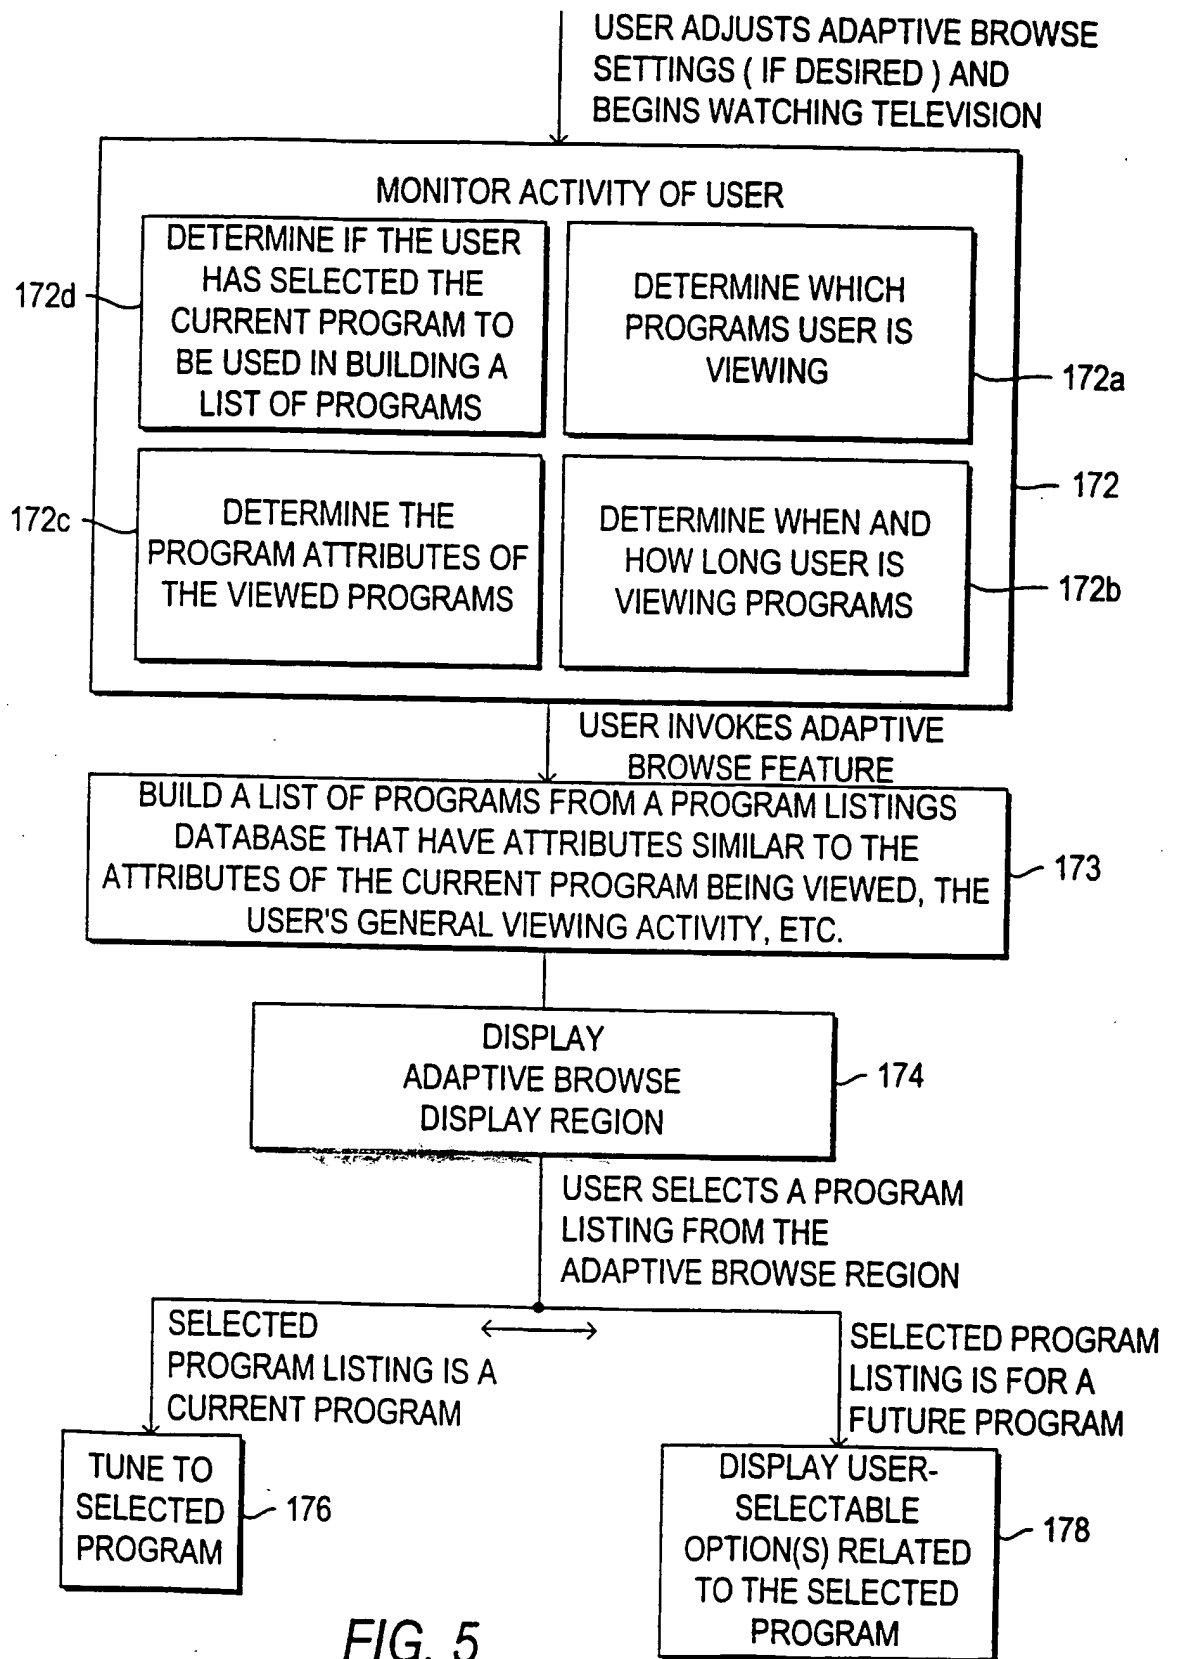 USER ADJUSTS ADAPTIVE BROWSE
SETTINGS ( IF DESIRED ) AND
BEGINS WATCHING TELEVISION
MONITOR ACTIVITY OF USER
172d
DETERMINE IF THE USER
HAS SELECTED THE
CURRENT PROGRAM TO
BE USED IN BUILDING A
LIST OF PROGRAMS
DETERMINE WHICH
PROGRAMS USER IS
VIEWING
172a
172
172c
DETERMINE THE
PROGRAM ATTRIBUTES OF
THE VIEWED PROGRAMS
DETERMINE WHEN AND
HOW LONG USER IS
VIEWING PROGRAMS
172b
USER INVOKES ADAPTIVE
BROWSE FEATURE
BUILD A LIST OF PROGRAMS FROM A PROGRAM LISTINGS
DATABASE THAT HAVE ATTRIBUTES SIMILAR TO THE
ATTRIBUTES OF THE CURRENT PROGRAM BEING VIEWED, THE
USER'S GENERAL VIEWING ACTIVITY, ETC.
173
DISPLAY
ADAPTIVE BROWSE
DISPLAY REGION
174
USER SELECTS A PROGRAM
LISTING FROM THE
ADAPTIVE BROWSE REGION
SELECTED
PROGRAM LISTING IS A
CURRENT PROGRAM
SELECTED PROGRAM
LISTING IS FOR A
FUTURE PROGRAM
TUNE TO
SELECTED
PROGRAM
176
DISPLAY USER-
SELECTABLE
OPTION(S) RELATED
TO THE SELECTED
PROGRAM
178
FIG. 5